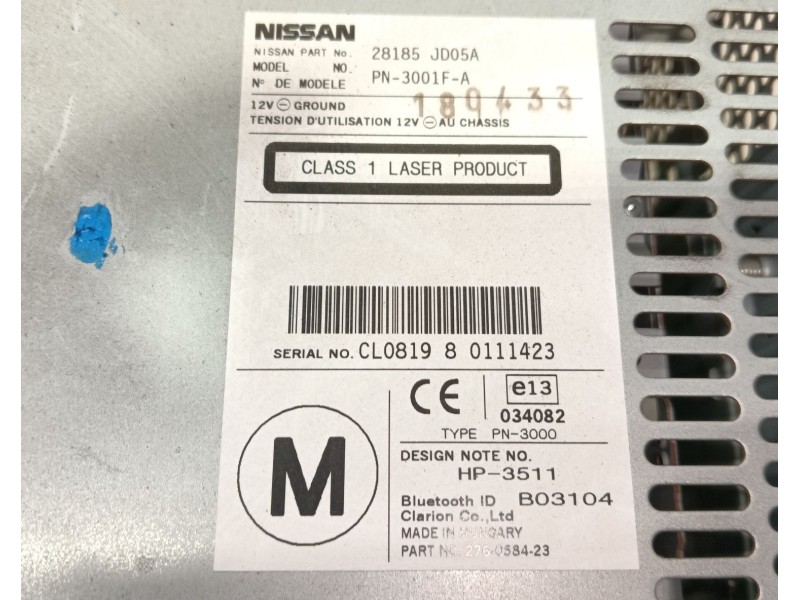 NISSAN
NISSAN PART No. 28185 JD05A
MODEL NO. PN-3001F-A
N° DE MODELE
12V ⊖ GROUND 180433
TENSION D'UTILISATION 12V ⊖ AU CHASSIS
CLASS 1 LASER PRODUCT
SERIAL NO. CL0819 8 0111423
CE e13
034082
TYPE PN-3000
M
DESIGN NOTE NO.
HP-3511
Bluetooth ID B03104
Clarion Co.,Ltd
MADE IN HUNGARY
PART NO. 276-0584-23